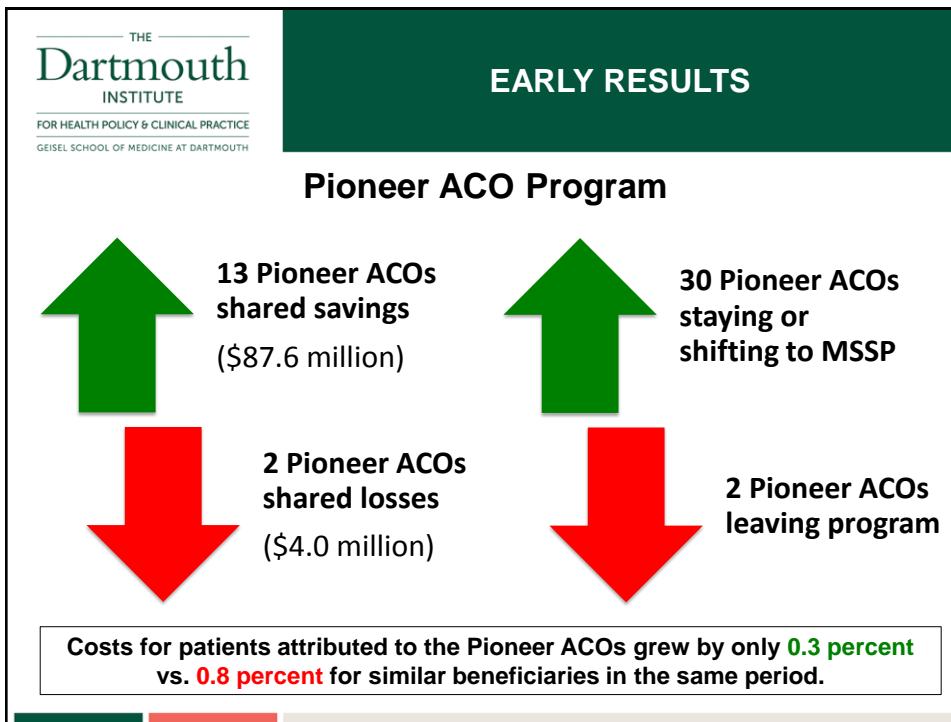 THE
Dartmouth
INSTITUTE
FOR HEALTH POLICY & CLINICAL PRACTICE
GEISEL SCHOOL OF MEDICINE AT DARTMOUTH
EARLY RESULTS
Pioneer ACO Program
13 Pioneer ACOs
shared savings
($87.6 million)
30 Pioneer ACOs
staying or
shifting to MSSP
2 Pioneer ACOs
shared losses
($4.0 million)
2 Pioneer ACOs
leaving program
Costs for patients attributed to the Pioneer ACOs grew by only 0.3 percent
vs. 0.8 percent for similar beneficiaries in the same period.